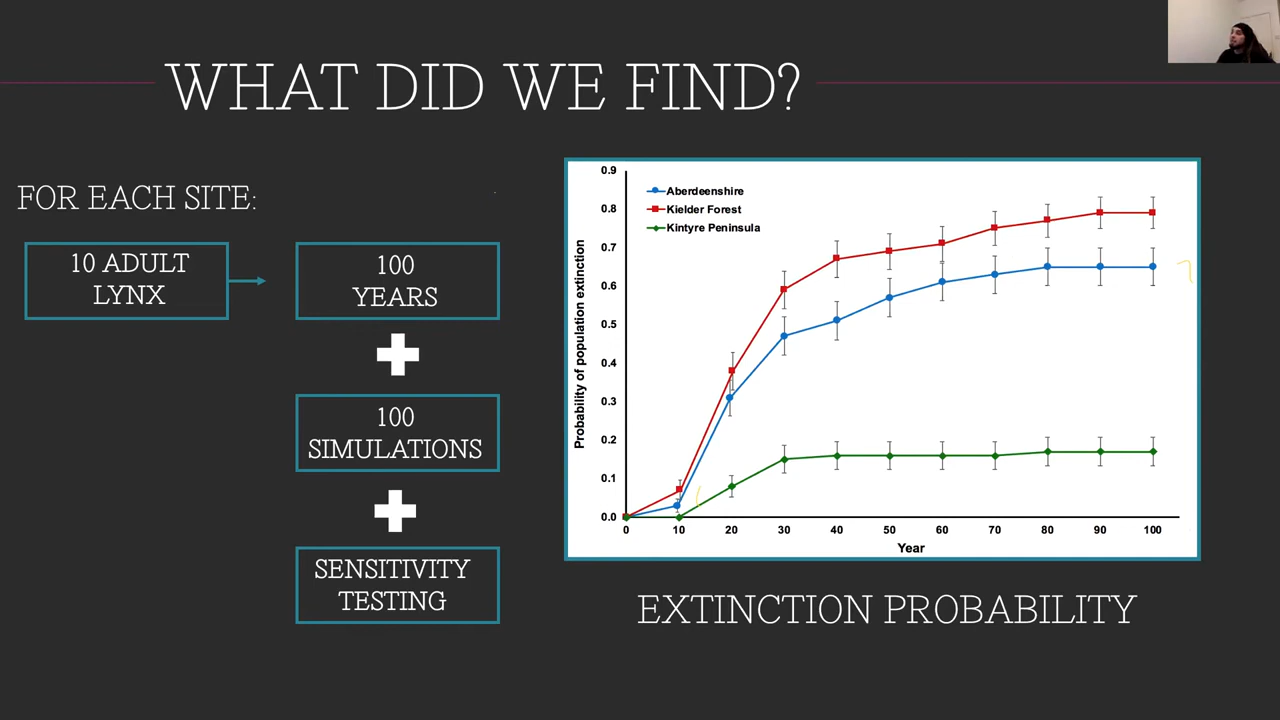 WHAT DID WE FIND?
FOR EACH SITE:
10 ADULT
LYNX
100
YEARS
100
SIMULATIONS
SENSITIVITY
TESTING
Probability of population extinction
0.9
0.8
0.7
0.6
0.5
0.4
0.3
0.2
0.1
0.0
Aberdeenshire
Kielder Forest
Kintyre Peninsula
0 10 20 30 40 50 60 70 80 90 100
Year
EXTINCTION PROBABILITY